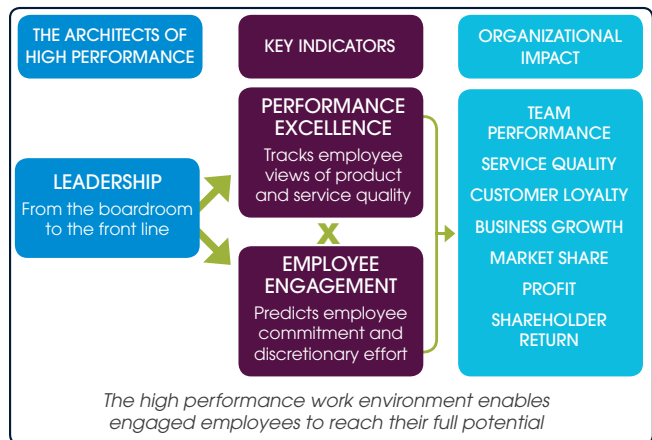 THE ARCHITECTS OF
HIGH PERFORMANCE
KEY INDICATORS
ORGANIZATIONAL
IMPACT
LEADERSHIP
From the boardroom
to the front line
PERFORMANCE
EXCELLENCE
Tracks employee
views of product
and service quality
X
EMPLOYEE
ENGAGEMENT
Predicts employee
commitment and
discretionary effort
TEAM
PERFORMANCE
SERVICE QUALITY
CUSTOMER LOYALTY
BUSINESS GROWTH
MARKET SHARE
PROFIT
SHAREHOLDER
RETURN
The high performance work environment enables
engaged employees to reach their full potential